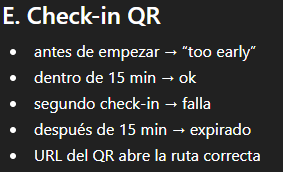 E. Check-in QR
• antes de empezar → “too early”
• dentro de 15 min → ok
• segundo check-in → falla
• después de 15 min → expirado
• URL del QR abre la ruta correcta